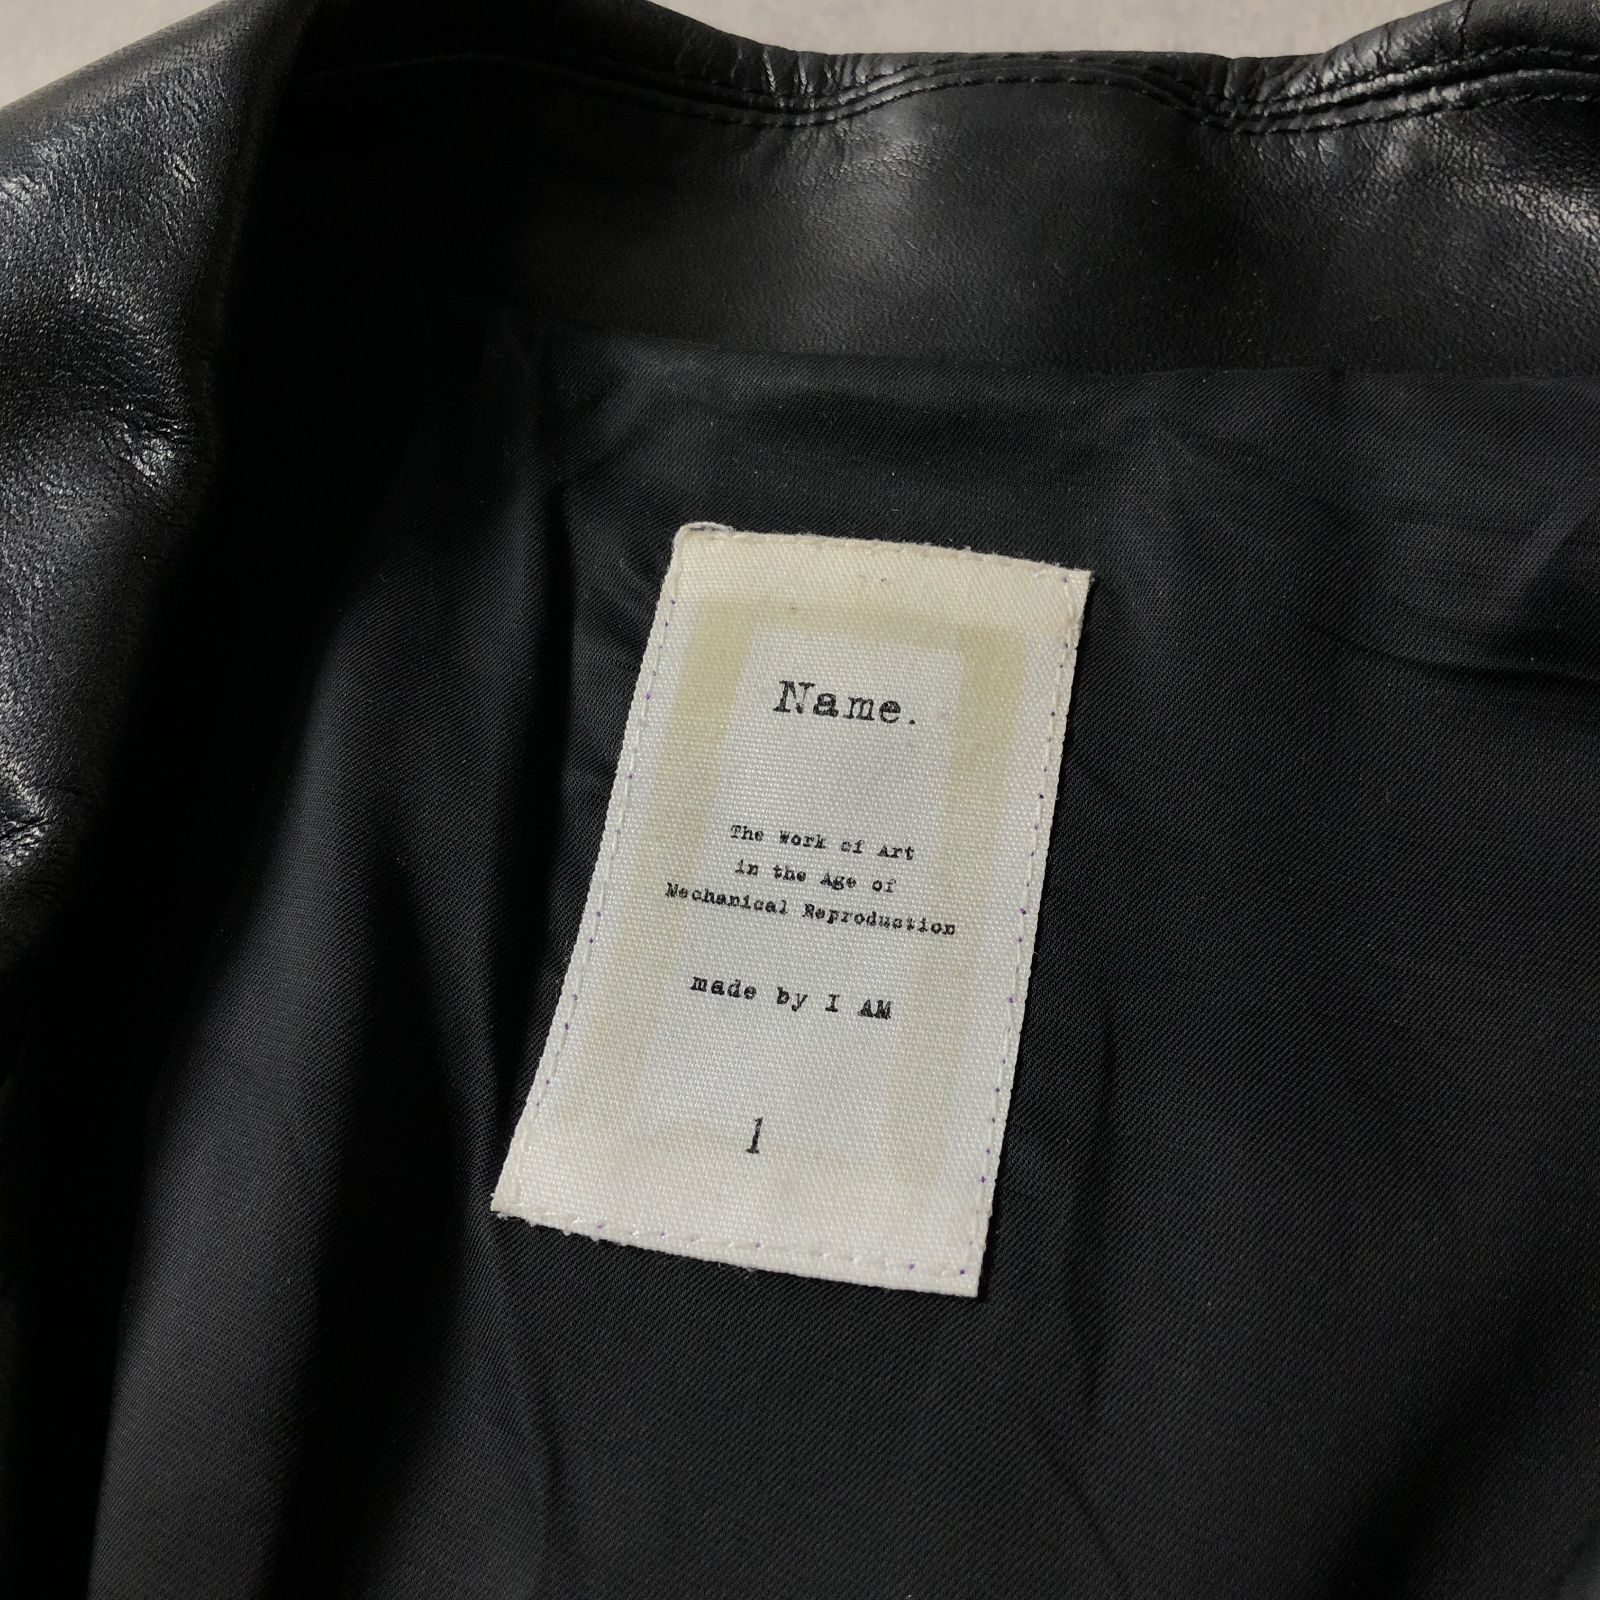 Name.
The Work of Art
in the Age of
Mechanical Reproduction
made by I AM
1